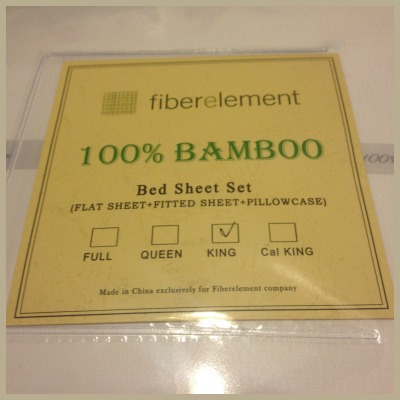 fiberelement
100% BAMBOO
Bed Sheet Set
(FLAT SHEET+FITTED SHEET+PILLOWCASE)
FULL QUEEN KING Cal KING
Made in China exclusively for Fiberelement company
100%